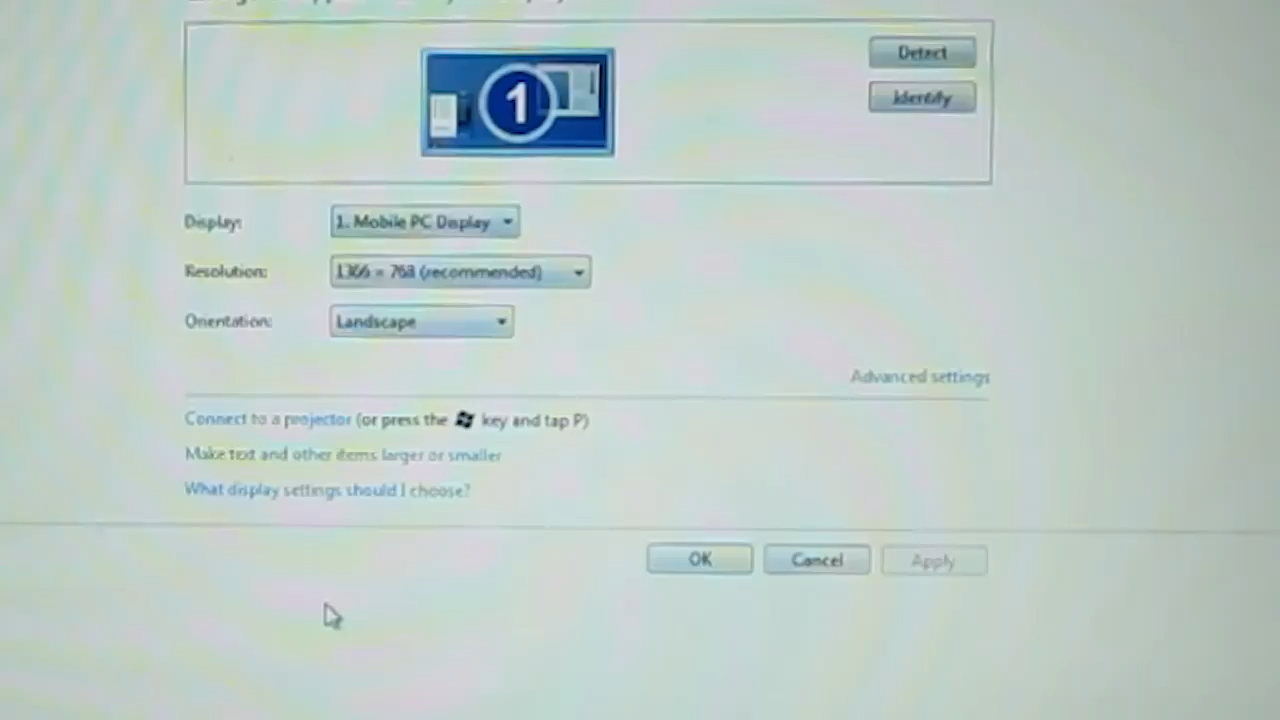 1
Detect
Identify
Display:
1. Mobile PC Display
Resolution:
1366 × 768 (recommended)
Orientation:
Landscape
Advanced settings
Connect to a projector (or press the key and tap P)
Make text and other items larger or smaller
What display settings should I choose?
OK
Cancel
Apply